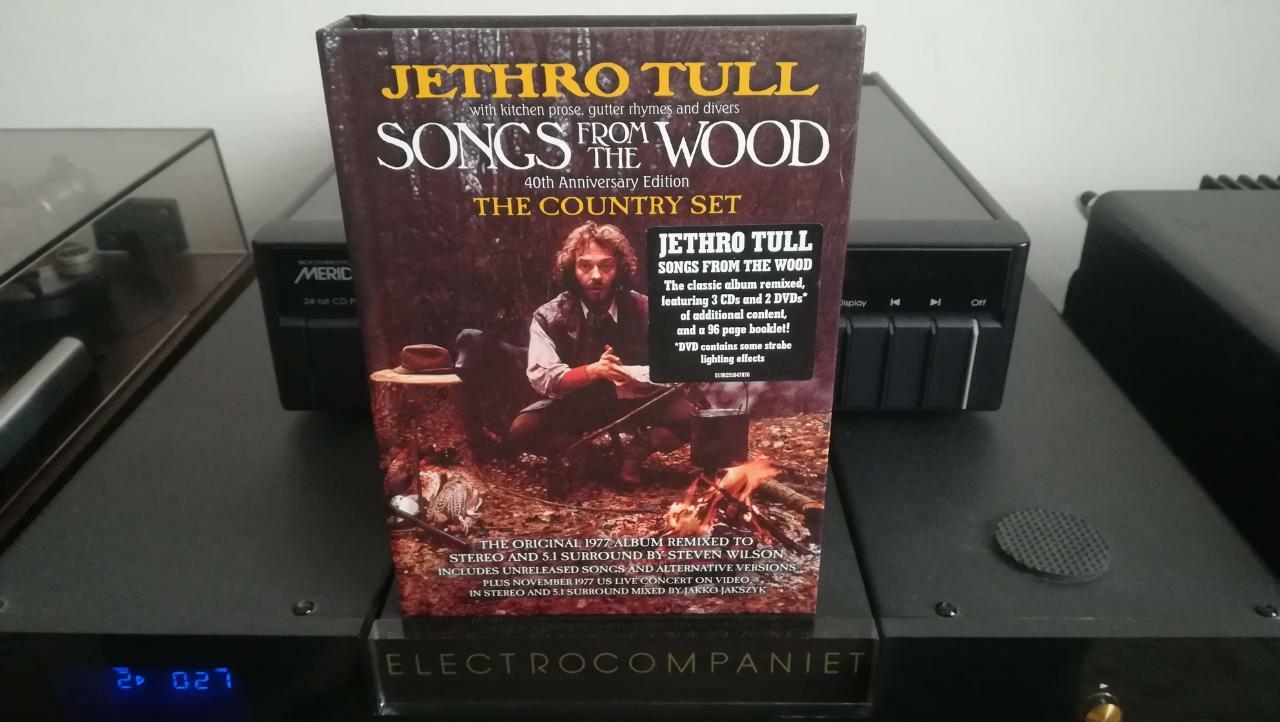 JETHRO TULL
with kitchen prose, gutter rhymes and divers
SONGS FROM THE WOOD
40th Anniversary Edition
THE COUNTRY SET
JETHRO TULL
SONGS FROM THE WOOD
The classic album remixed,
featuring 3 CDs and 2 DVDs*
of additional content,
and a 96 page booklet!
*DVD contains some strobe
lighting effects
0190295847876
THE ORIGINAL 1977 ALBUM REMIXED TO
STEREO AND 5.1 SURROUND BY STEVEN WILSON
INCLUDES UNRELEASED SONGS AND ALTERNATIVE VERSIONS
PLUS NOVEMBER 1977 US LIVE CONCERT ON VIDEO
IN STEREO AND 5.1 SURROUND MIXED BY JAKKO JAKSZYK
MERID
24-bit CD P
Display
Off
ELECTROCOMPANIET
2 0:27